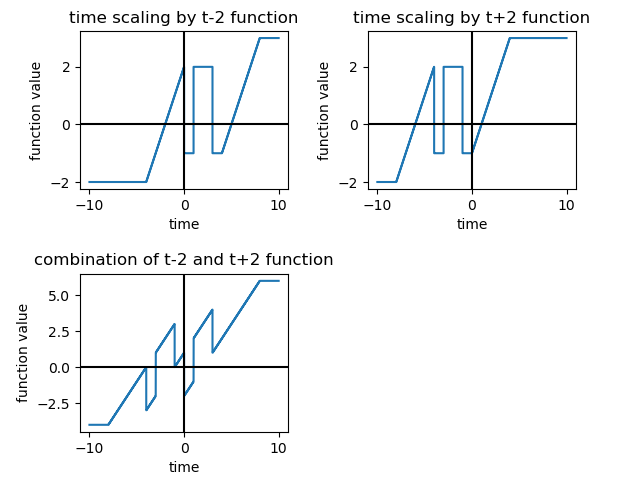 time scaling by t-2 function
function value
2
0
−2
−10
0
10
time
time scaling by t+2 function
function value
2
0
−2
−10
0
10
time
combination of t-2 and t+2 function
function value
5.0
2.5
0.0
−2.5
−10
0
10
time